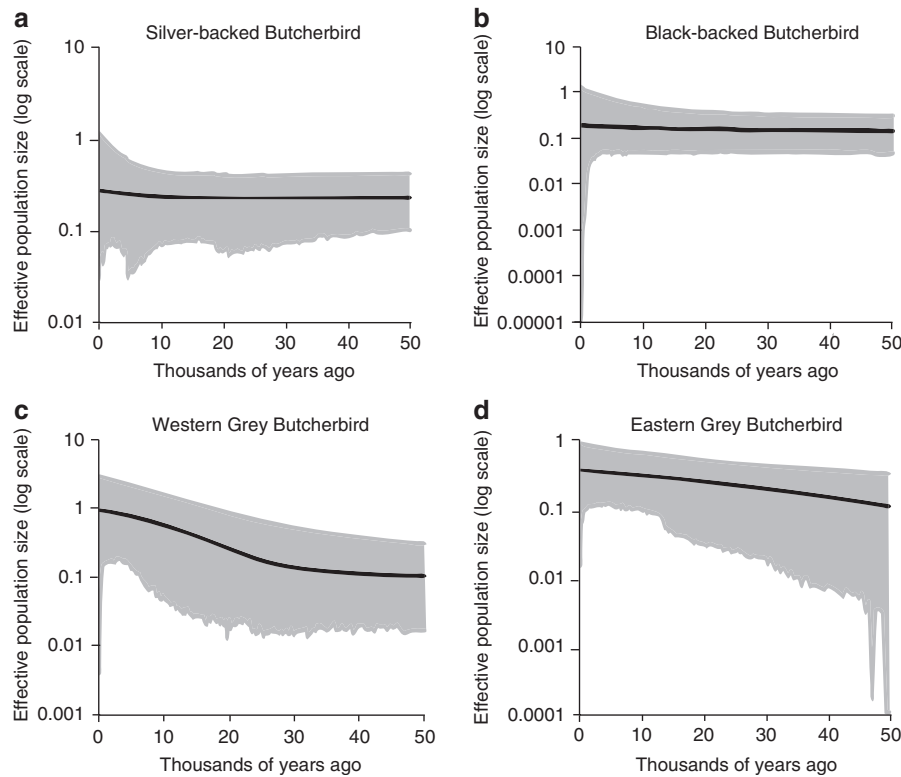 a
Silver-backed Butcherbird
Effective population size (log scale)
10
1
0.1
0.01
0 10 20 30 40 50
Thousands of years ago
b
Black-backed Butcherbird
Effective population size (log scale)
10
1
0.1
0.01
0.001
0.0001
0.00001
0 10 20 30 40 50
Thousands of years ago
c
Western Grey Butcherbird
Effective population size (log scale)
10
1
0.1
0.01
0.001
0 10 20 30 40 50
Thousands of years ago
d
Eastern Grey Butcherbird
Effective population size (log scale)
1
0.1
0.01
0.001
0.0001
0 10 20 30 40 50
Thousands of years ago